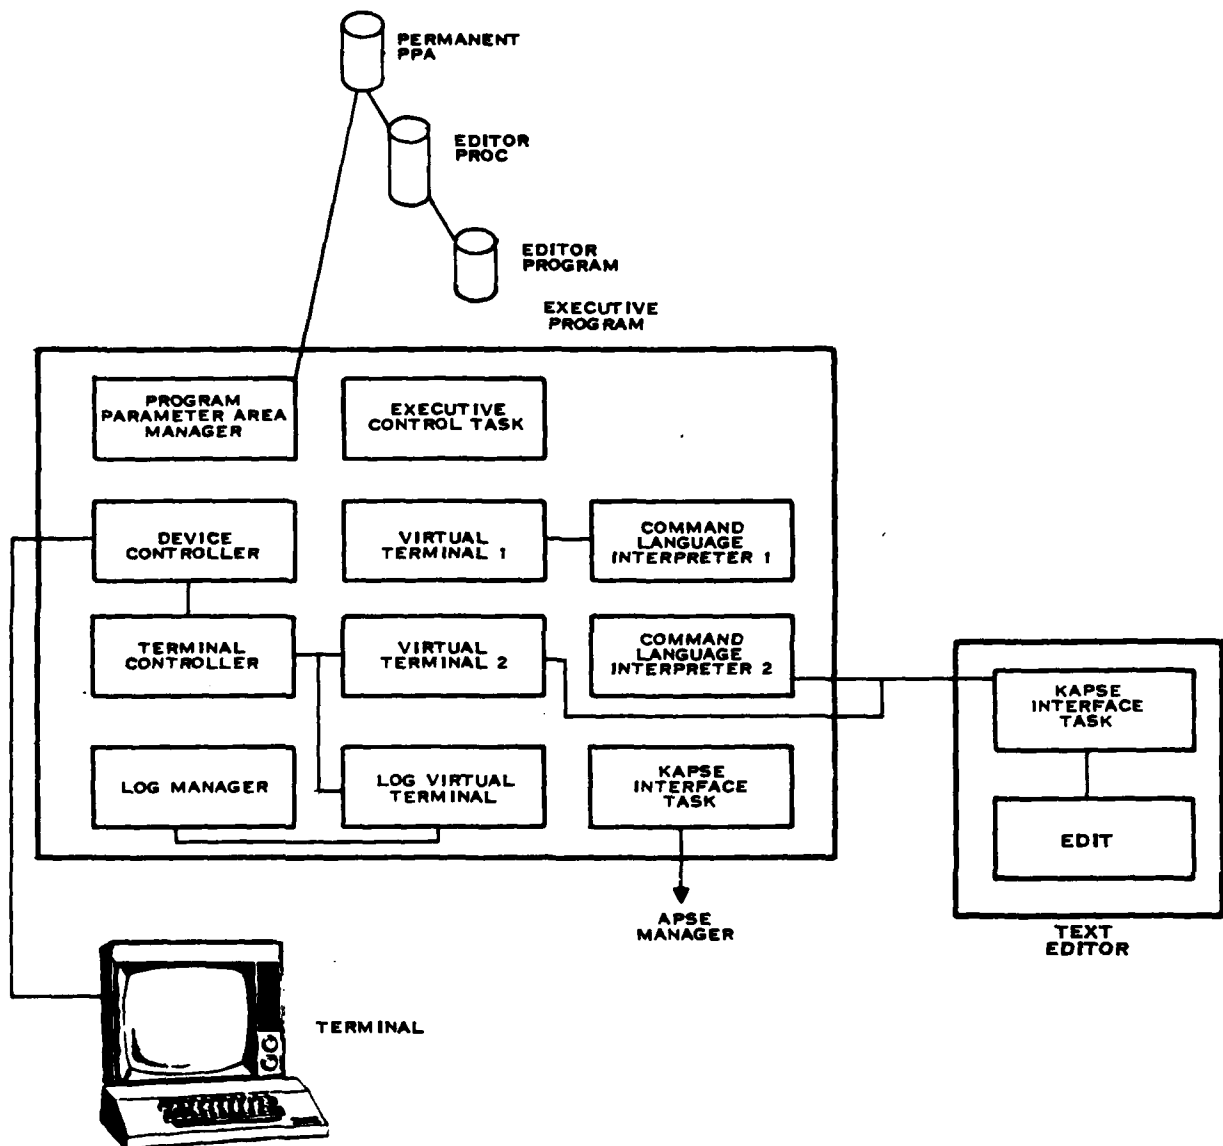 PERMANENT
PPA
EDITOR
PROC
EDITOR
PROGRAM
EXECUTIVE
PROGRAM
PROGRAM
PARAMETER AREA
MANAGER
EXECUTIVE
CONTROL TASK
DEVICE
CONTROLLER
VIRTUAL
TERMINAL 1
COMMAND
LANGUAGE
INTERPRETER 1
TERMINAL
CONTROLLER
VIRTUAL
TERMINAL 2
COMMAND
LANGUAGE
INTERPRETER 2
KAPSE
INTERFACE
TASK
LOG MANAGER
LOG VIRTUAL
TERMINAL
KAPSE
INTERFACE
TASK
EDIT
APSE
MANAGER
TEXT
EDITOR
TERMINAL